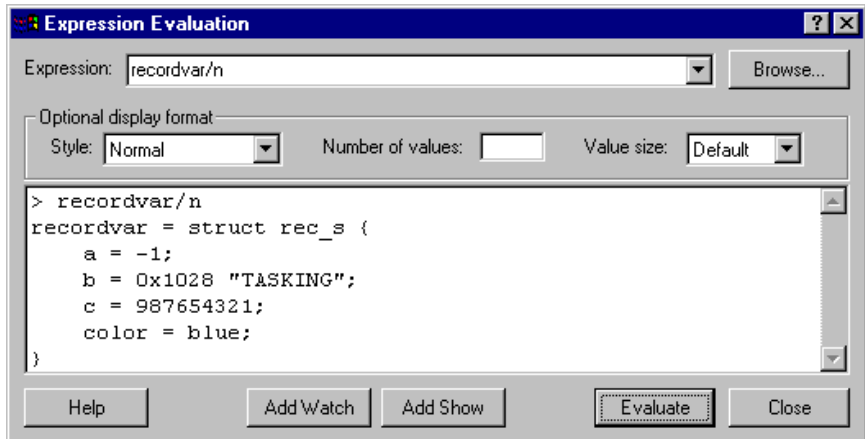 Expression Evaluation
Expression: recordvar/n Browse...
Optional display format
Style: Normal Number of values: Value size: Default
> recordvar/n
recordvar = struct rec_s {
    a = -1;
    b = 0x1028 "TASKING";
    c = 987654321;
    color = blue;
}
Help Add Watch Add Show Evaluate Close